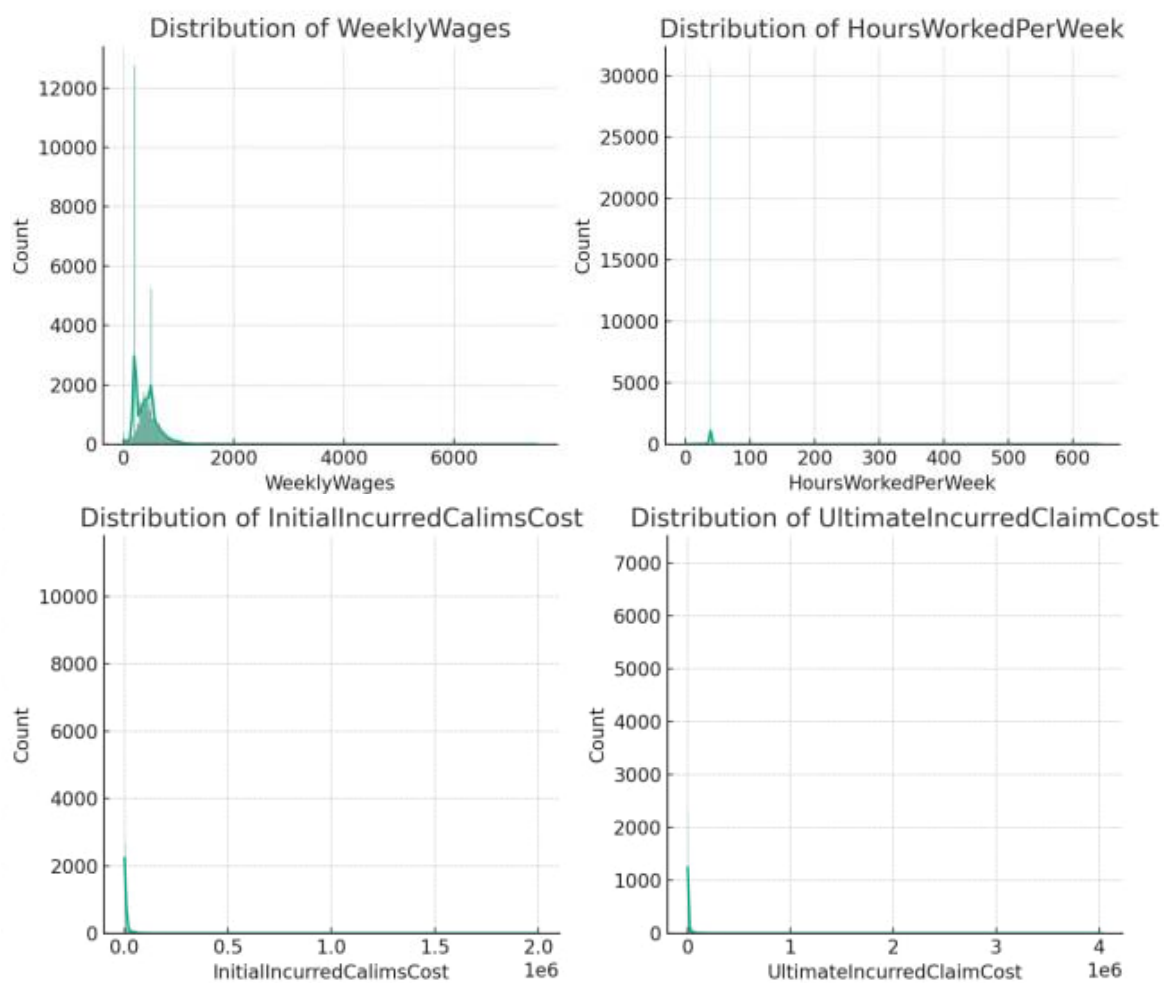 Distribution of WeeklyWages
Count
12000
10000
8000
6000
4000
2000
0
0 2000 4000 6000
WeeklyWages
Distribution of HoursWorkedPerWeek
Count
30000
25000
20000
15000
10000
5000
0
0 100 200 300 400 500 600
HoursWorkedPerWeek
Distribution of InitialIncurredCalimsCost
Count
10000
8000
6000
4000
2000
0
0.0 0.5 1.0 1.5 2.0
1e6
InitialIncurredCalimsCost
Distribution of UltimateIncurredClaimCost
Count
7000
6000
5000
4000
3000
2000
1000
0
0 1 2 3 4
1e6
UltimateIncurredClaimCost